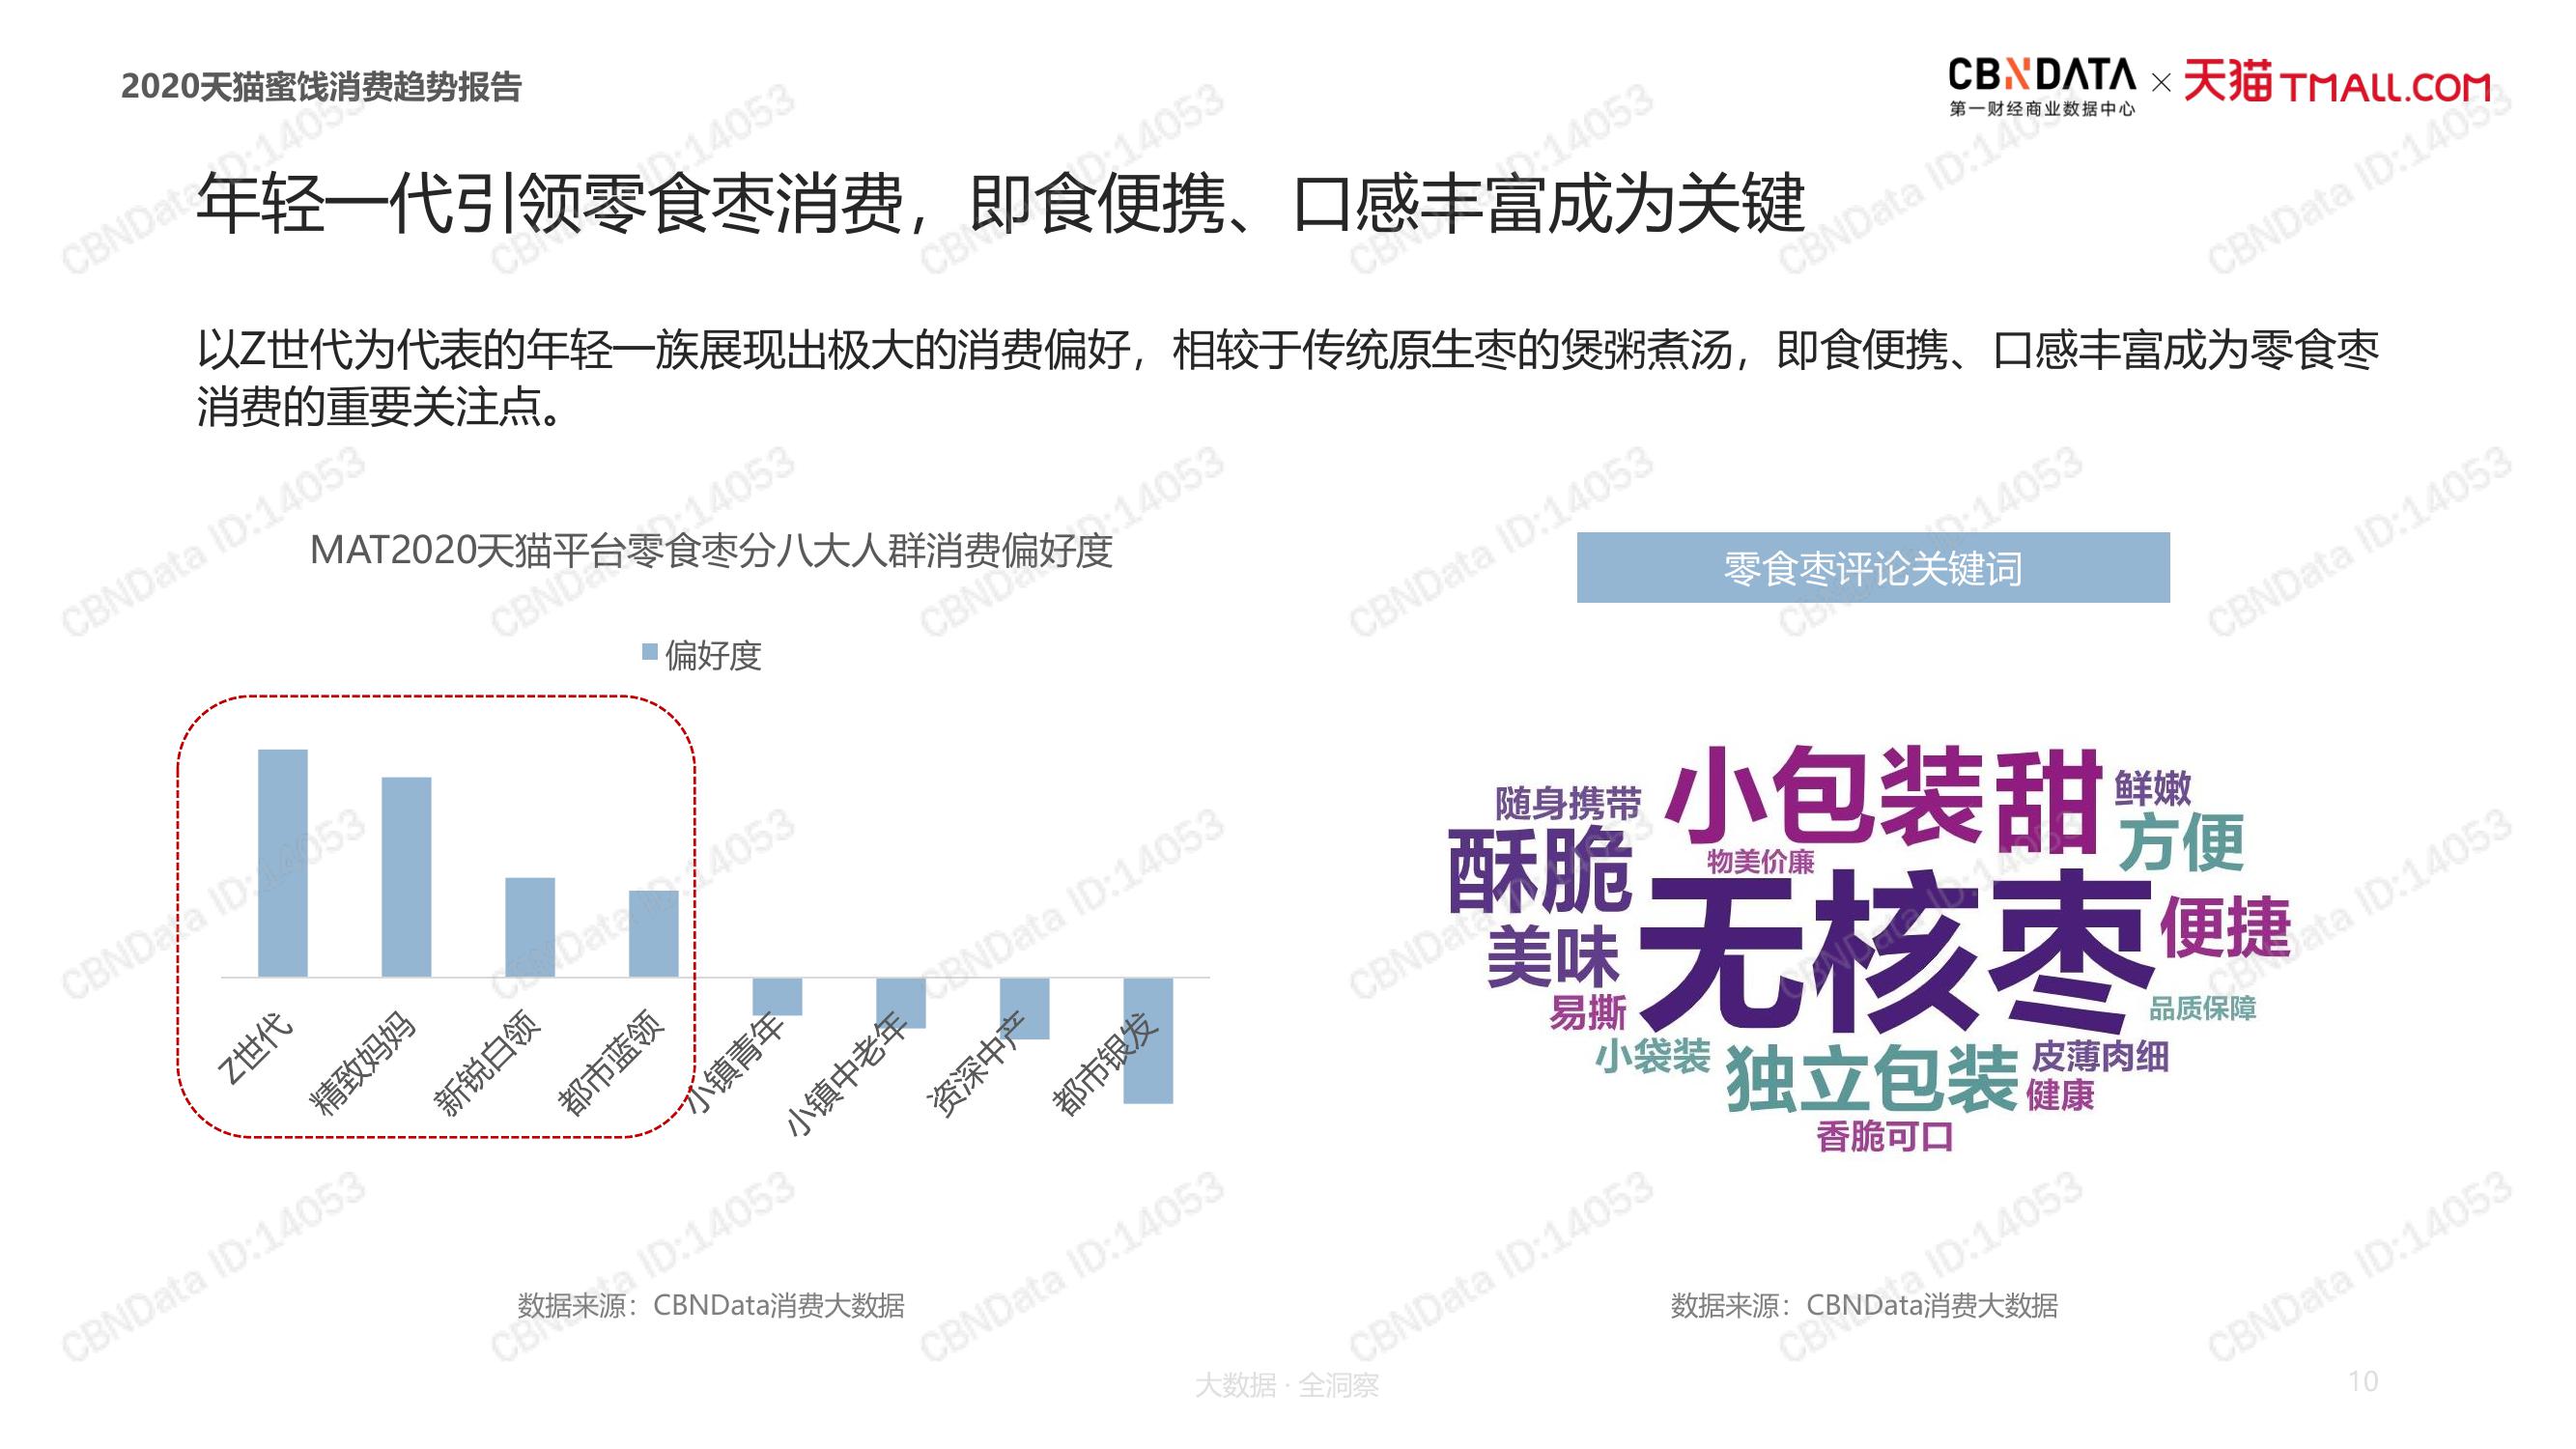 2020天猫蜜饯消费趋势报告
CBNDATA × 天猫 TMALL.COM
第一财经商业数据中心
年轻一代引领零食枣消费，即食便携、口感丰富成为关键
以Z世代为代表的年轻一族展现出极大的消费偏好，相较于传统原生枣的煲粥煮汤，即食便携、口感丰富成为零食枣
消费的重要关注点。
MAT2020天猫平台零食枣分八大人群消费偏好度
偏好度
Z世代
精致妈妈
新锐白领
都市蓝领
小镇青年
小镇中老年
资深中产
都市银发
数据来源：CBNData消费大数据
零食枣评论关键词
小包装
甜
鲜嫩
随身携带
方便
酥脆
物美价廉
无核枣
便捷
美味
易撕
品质保障
小袋装
独立包装
皮薄肉细
健康
香脆可口
数据来源：CBNData消费大数据
大数据 · 全洞察
10
CBNData ID:14053